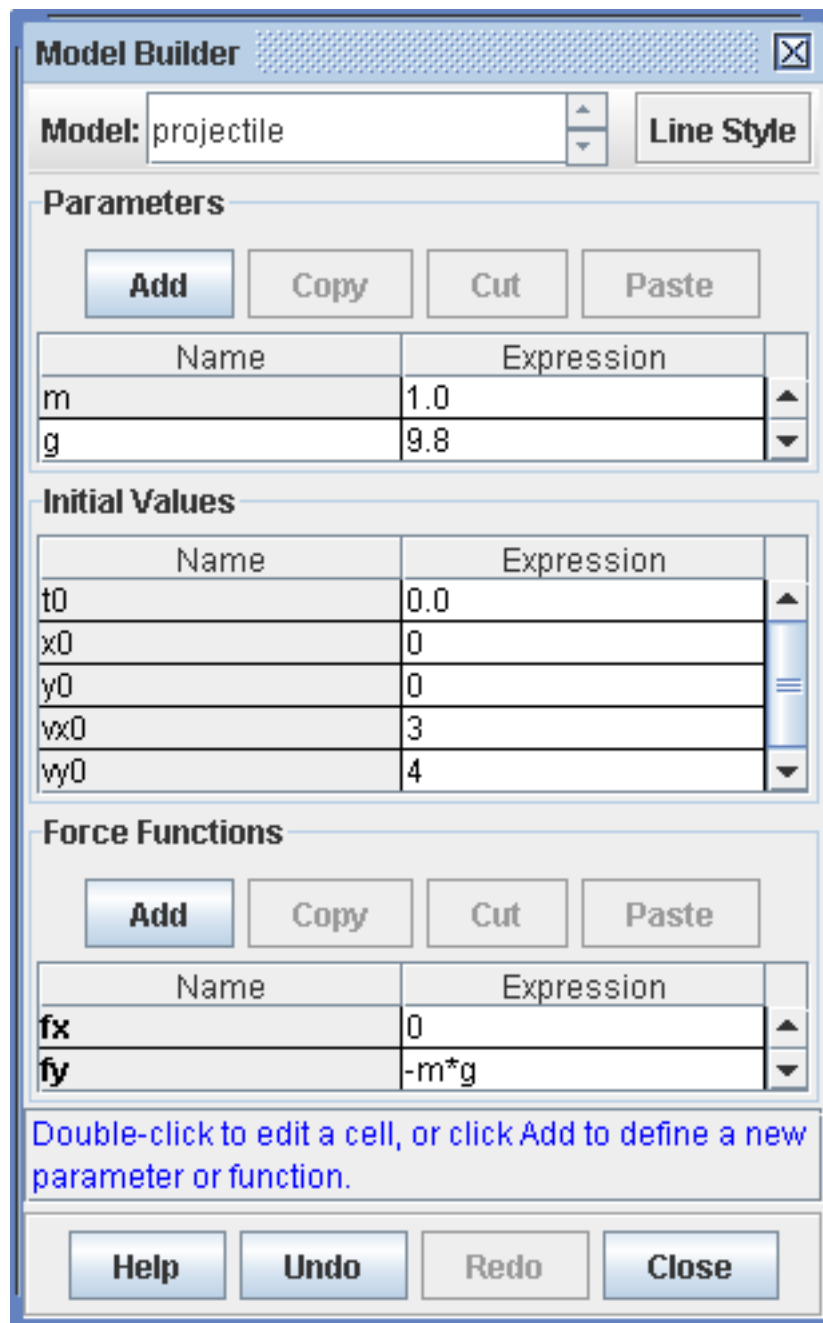 Model Builder
Model: projectile Line Style
Parameters
Add Copy Cut Paste
Name Expression
m 1.0
g 9.8
Initial Values
Name Expression
t0 0.0
x0 0
y0 0
vx0 3
vy0 4
Force Functions
Add Copy Cut Paste
Name Expression
fx 0
fy -m*g
Double-click to edit a cell, or click Add to define a new
parameter or function.
Help Undo Redo Close